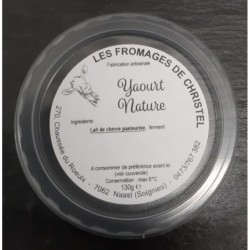 LES FROMAGES DE CHRISTEL
Fabrication artisanale
Yaourt
Nature
Ingrédients:
Lait de chèvre pasteurisé, ferment
A consommer de préférence avant le:
(voir couvercle)
Conservation : max 6°C
130g
270, Chaussée du Roeulx - 7062 Naast (Soignies) - 0473/767.382